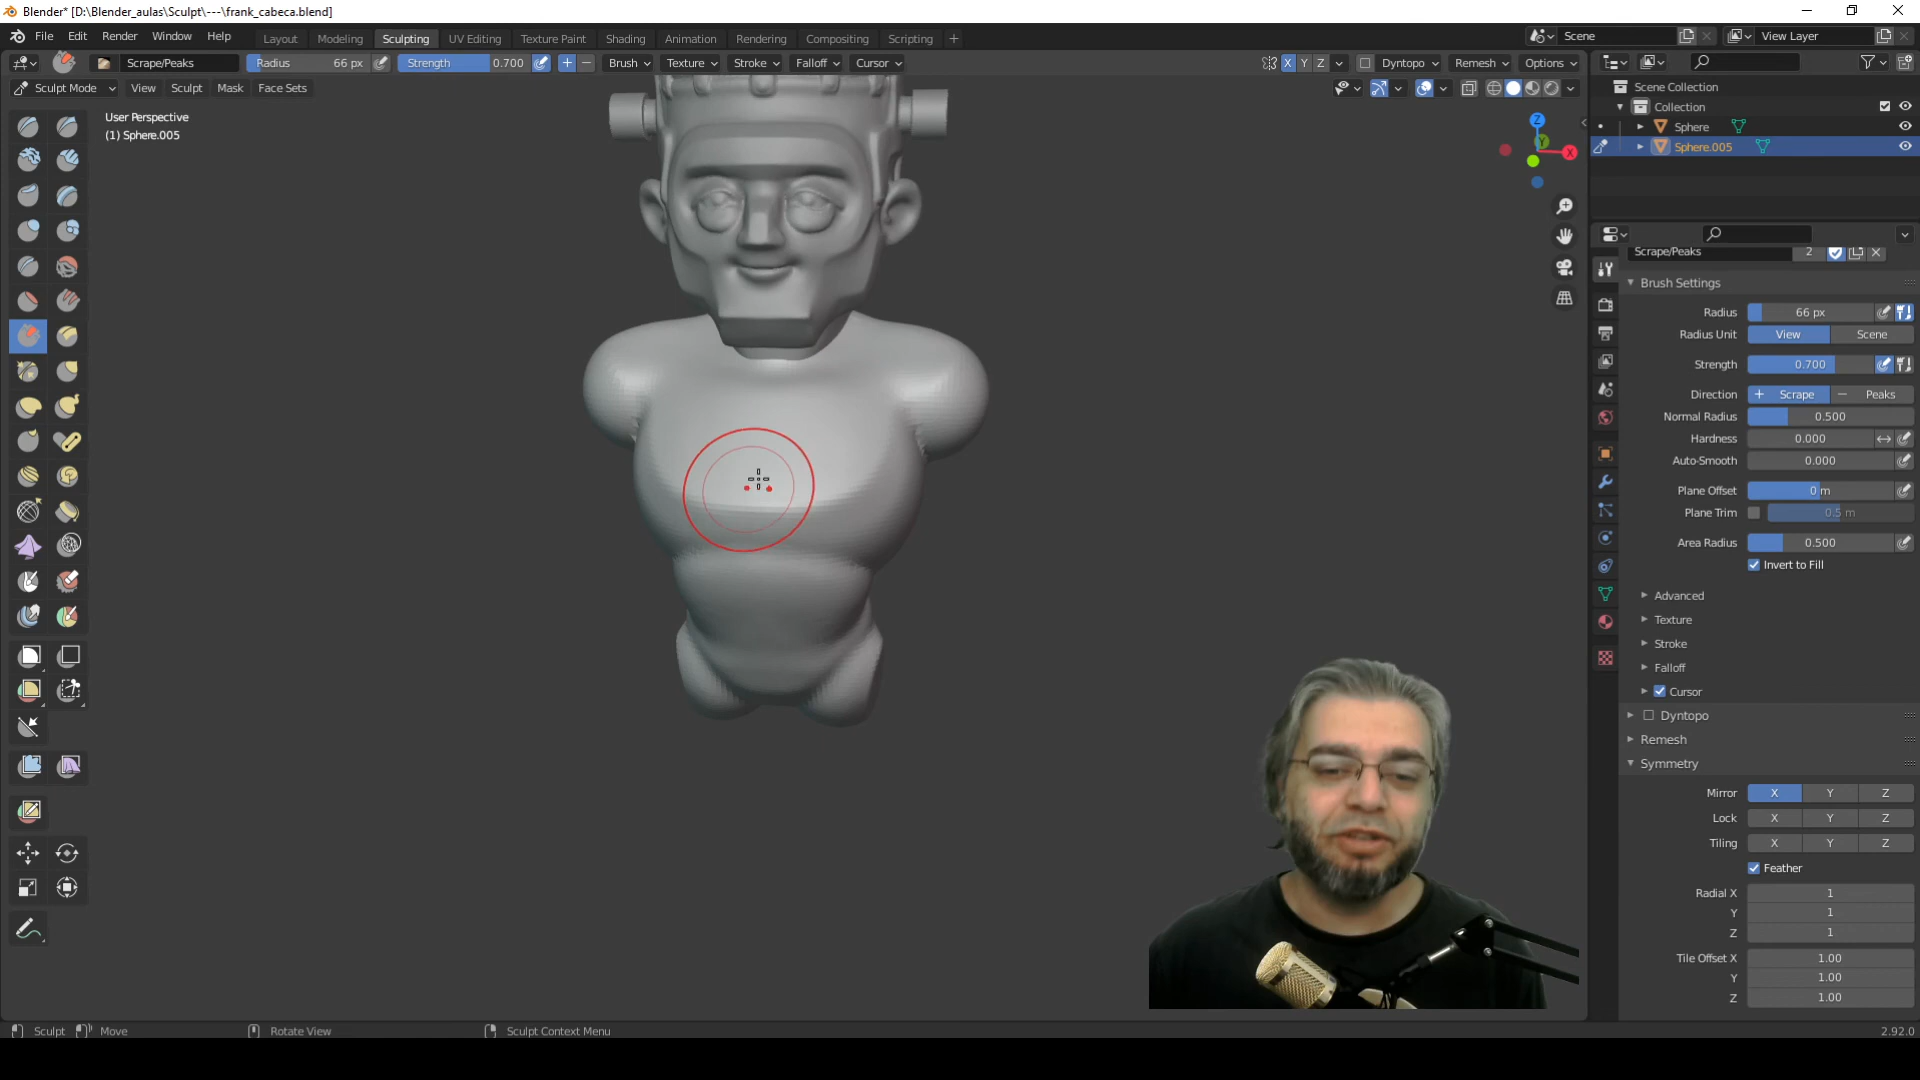 Blender* [D:\Blender_aulas\Sculpt\---\frank_cabeca.blend]
File Edit Render Window Help Layout Modeling Sculpting UV Editing Texture Paint Shading Animation Rendering Compositing Scripting + Scene View Layer
Scrape/Peaks Radius 66 px Strength 0.700 + − Brush Texture Stroke Falloff Cursor X Y Z Dyntopo Remesh Options
Sculpt Mode View Sculpt Mask Face Sets
User Perspective
(1) Sphere.005
Z
Y
X
Scene Collection
Collection
Sphere
Sphere.005
Scrape/Peaks 2
Brush Settings
Radius 66 px
Radius Unit View Scene
Strength 0.700
Direction + Scrape − Peaks
Normal Radius 0.500
Hardness 0.000
Auto-Smooth 0.000
Plane Offset 0 m
Plane Trim 0.5 m
Area Radius 0.500
Invert to Fill
Advanced
Texture
Stroke
Falloff
Cursor
Dyntopo
Remesh
Symmetry
Mirror X Y Z
Lock X Y Z
Tiling X Y Z
Feather
Radial X 1
Y 1
Z 1
Tile Offset X 1.00
Y 1.00
Z 1.00
Sculpt Move Rotate View Sculpt Context Menu 2.92.0